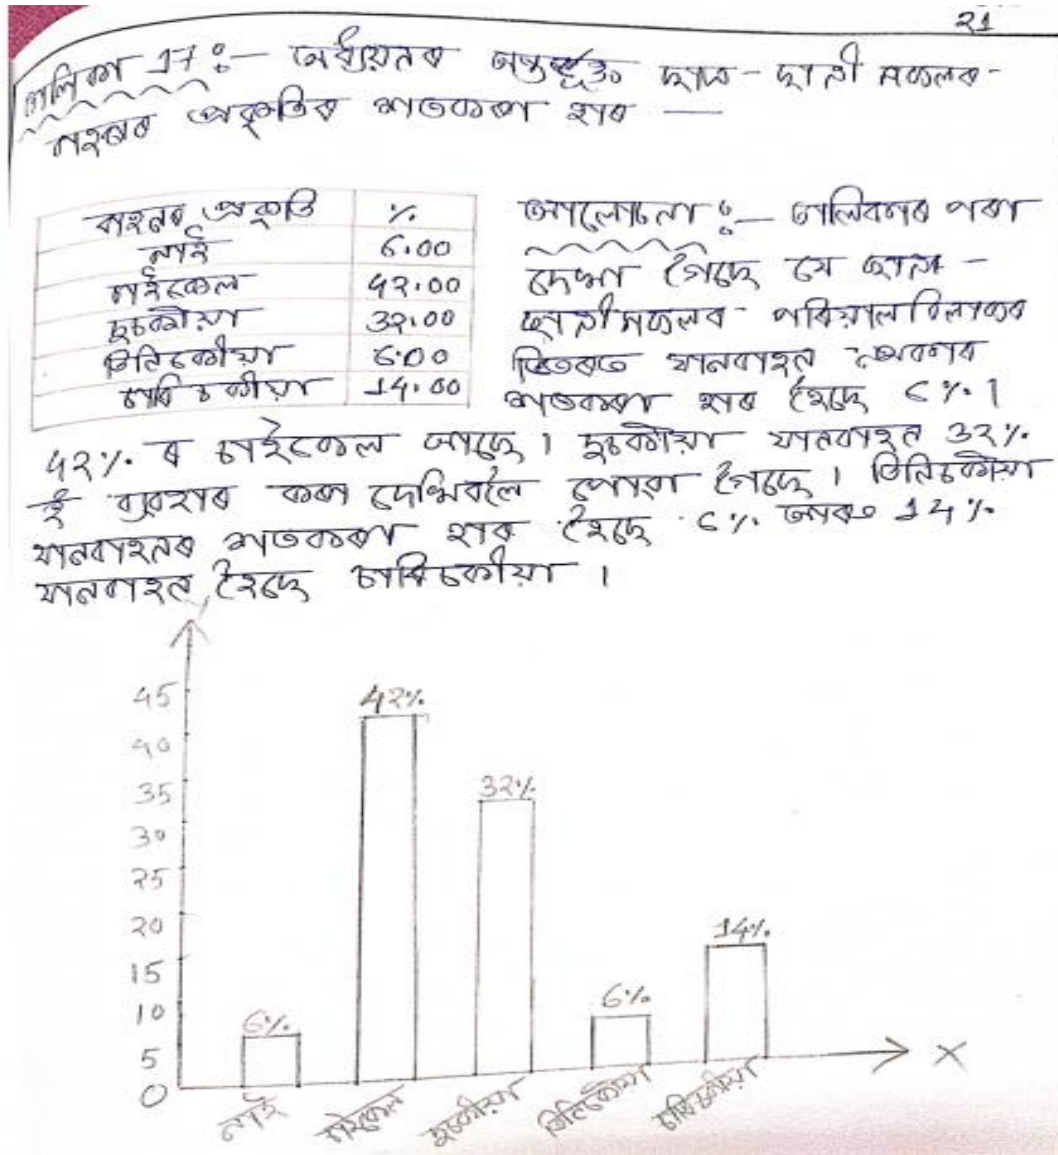 21
তালিকা 17 :— অধ্যয়নৰ অন্তৰ্ভূক্ত ছাত্ৰ - ছাত্ৰী সকলৰ -
বাহনৰ প্ৰকৃতিৰ শতকৰা হাৰ —
বাহনৰ প্ৰকৃতি %
নাই 6.00
চাইকেল 42.00
দুচকীয়া 32.00
তিনিচকীয়া 6.00
চাৰি চকীয়া 14.00
আলোচনা :— তালিকাৰ পৰা
দেখা গৈছে যে ছাত্ৰ -
ছাত্ৰীসকলৰ পৰিয়ালবিলাকৰ
ভিতৰত যানবাহন নথকাৰ
শতকৰা হাৰ হৈছে 6%।
42% ৰ চাইকেল আছে। দুচকীয়া যানবাহন 32%
ই ব্যৱহাৰ কৰা দেখিবলৈ পোৱা গৈছে। তিনিচকীয়া
যানবাহনৰ শতকৰা হাৰ হৈছে 6% আৰু 14%
যানবাহন হৈছে চাৰিচকীয়া ।
45
40
35
30
25
20
15
10
5
0
6%
42%
32%
6%
14%
X
নাই চাইকেল দুচকীয়া তিনিচকীয়া চাৰিচকীয়া